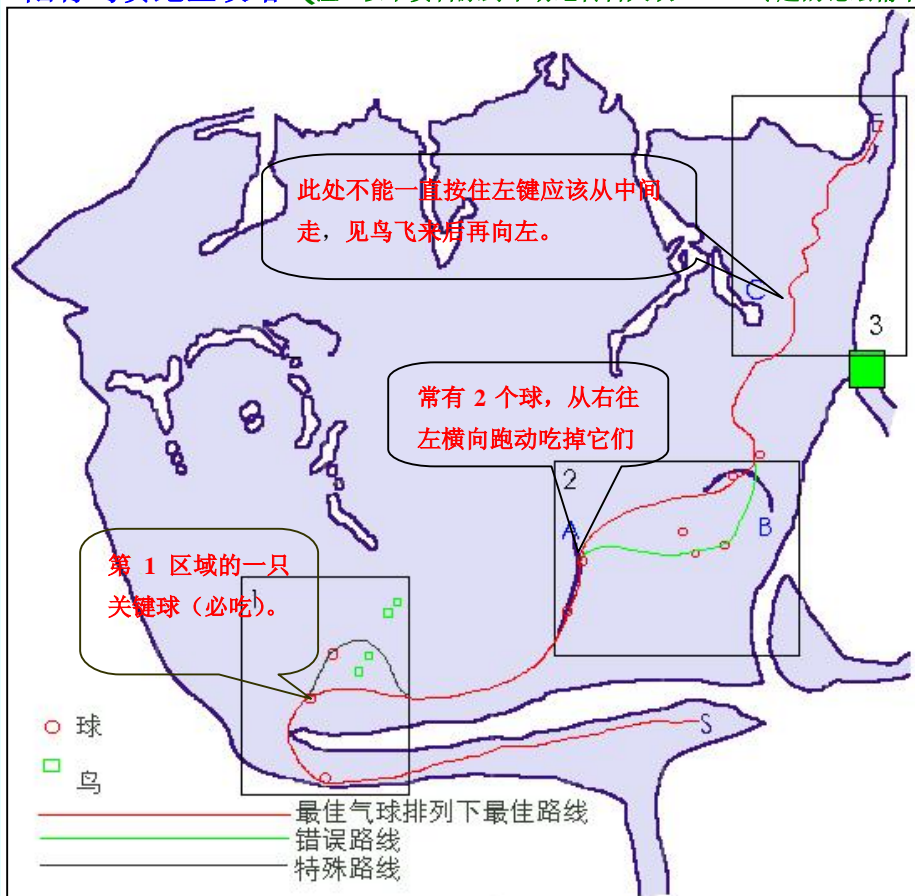 此处不能一直按住左键应该从中间
走，见鸟飞来后再向左。
C
3
常有 2 个球，从右往
左横向跑动吃掉它们
2
A
B
第 1 区域的一只
关键球（必吃）。
1
S
球
鸟
最佳气球排列下最佳路线
错误路线
特殊路线